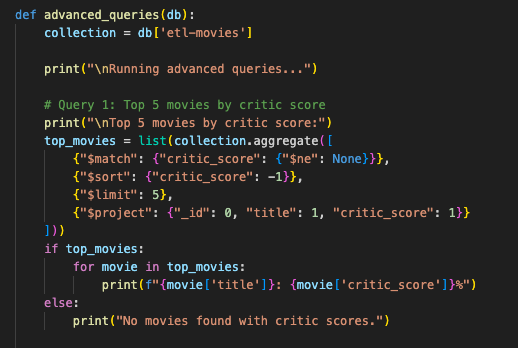 def advanced_queries(db):
    collection = db['etl-movies']

    print("\nRunning advanced queries...")

    # Query 1: Top 5 movies by critic score
    print("\nTop 5 movies by critic score:")
    top_movies = list(collection.aggregate([
        {"$match": {"critic_score": {"$ne": None}}},
        {"$sort": {"critic_score": -1}},
        {"$limit": 5},
        {"$project": {"_id": 0, "title": 1, "critic_score": 1}}
    ]))
    if top_movies:
        for movie in top_movies:
            print(f"{movie['title']}: {movie['critic_score']}%")
    else:
        print("No movies found with critic scores.")